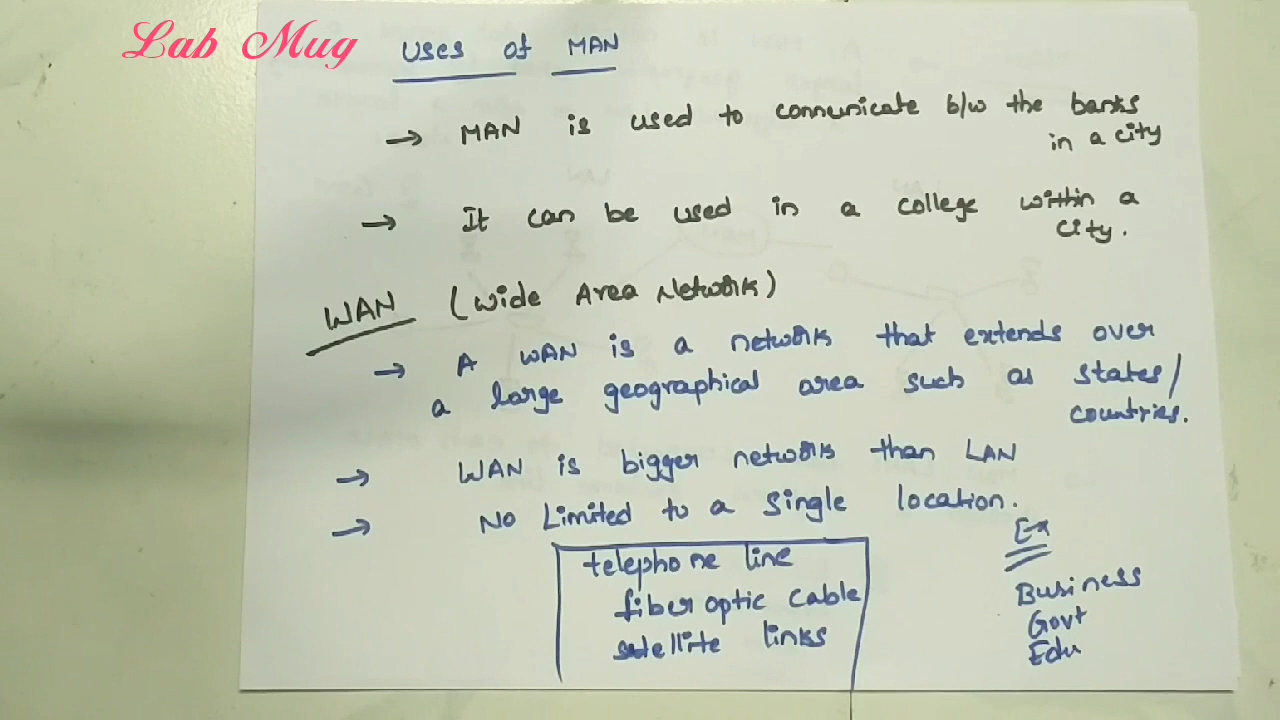 Lab Mug
Uses of MAN
→ MAN is used to communicate b/w the banks
in a city
→ It can be used in a college within a
city.
WAN (Wide Area Network)
→ A WAN is a network that extends over
a large geographical area such as states/
countries.
→ WAN is bigger network than LAN
→ No Limited to a single location.
Ex
telephone line
fiber optic cable
satellite links
Business
Govt
Edu